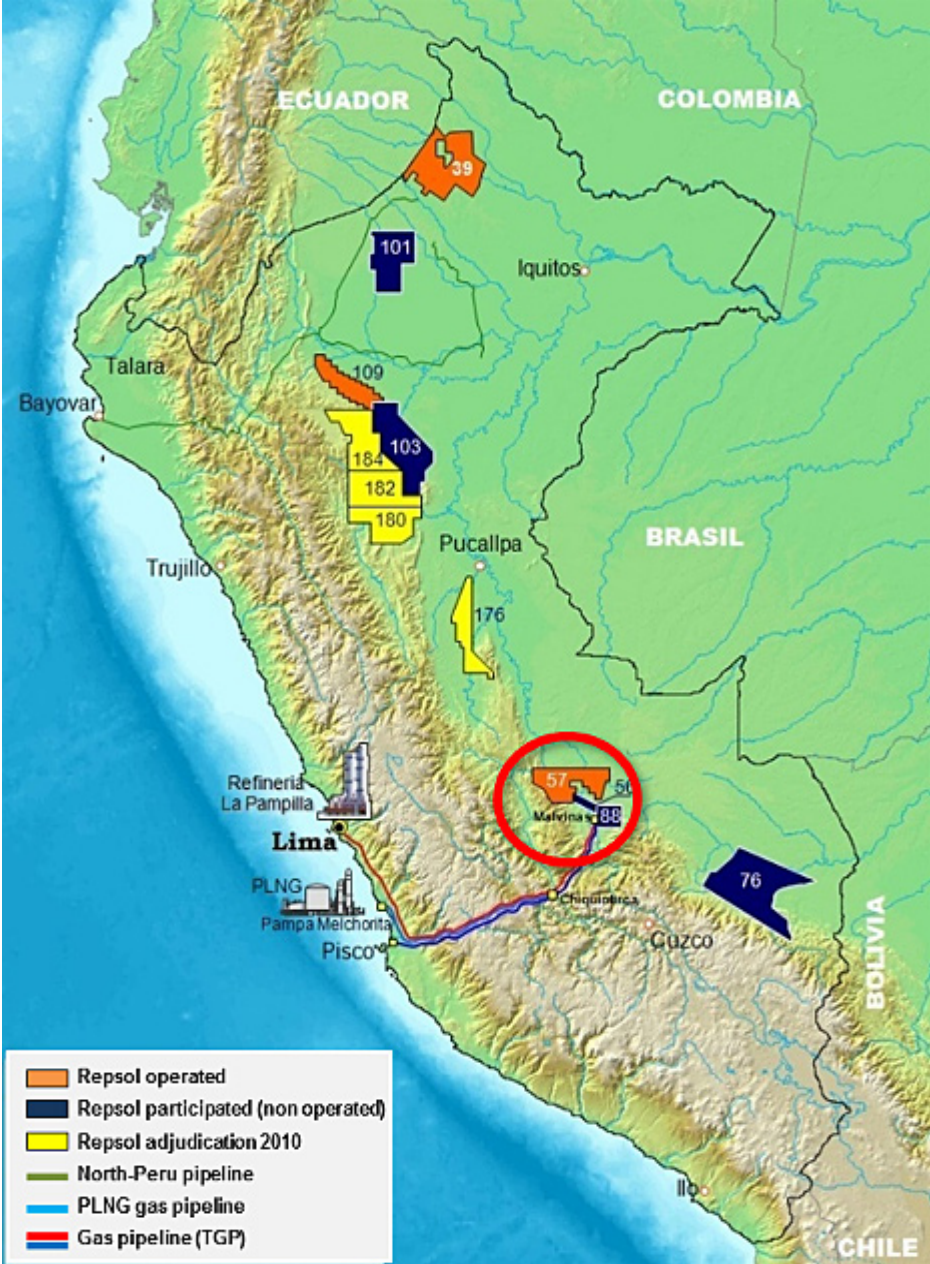 ECUADOR
COLOMBIA
39
101
Iquitos
Talara
109
Bayovar
103
184
182
180
BRASIL
Pucallpa
Trujillo
176
57
56
Refineria
La Pampilla
Malvinas
88
Lima
76
PLNG
Chiquintirca
Pampa Melchorita
Pisco
Cuzco
BOLIVIA
Repsol operated
Repsol participated (non operated)
Repsol adjudication 2010
North-Peru pipeline
PLNG gas pipeline
Gas pipeline (TGP)
Ilo
CHILE